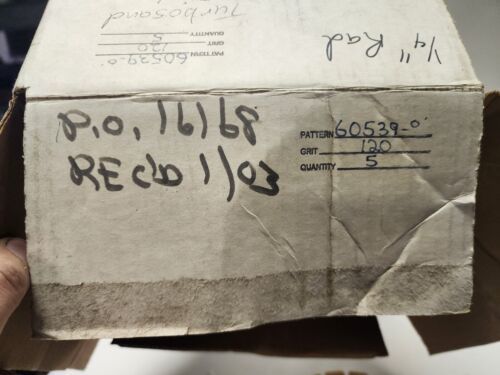 1/4" Rad
Turbosand
PATTERN 60539-0'
GRIT 120
QUANTITY 5
P.O. 16168
REC'D 1/03
PATTERN 60539-0'
GRIT 120
QUANTITY 5